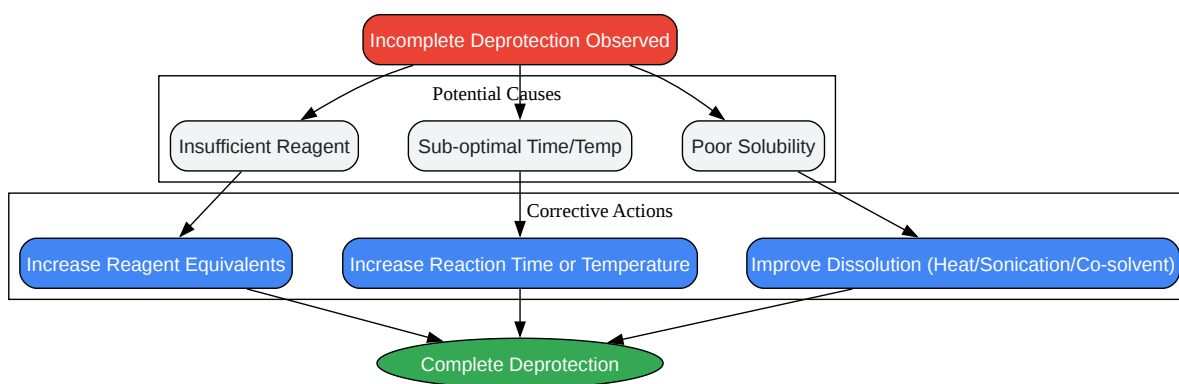 Incomplete Deprotection Observed
Potential Causes
Insufficient Reagent
Sub-optimal Time/Temp
Poor Solubility
Corrective Actions
Increase Reagent Equivalents
Increase Reaction Time or Temperature
Improve Dissolution (Heat/Sonication/Co-solvent)
Complete Deprotection